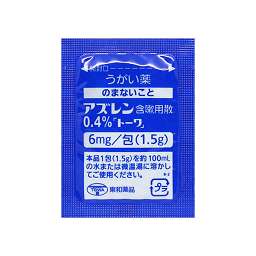 うがい薬
のまないこと
アズレン含嗽用散
0.4%「トーワ」
6mg/包(1.5g)
本品1包(1.5g)を約100mL
の水または微温湯に溶かし
てご使用ください。
TOWA 東和薬品
プラ